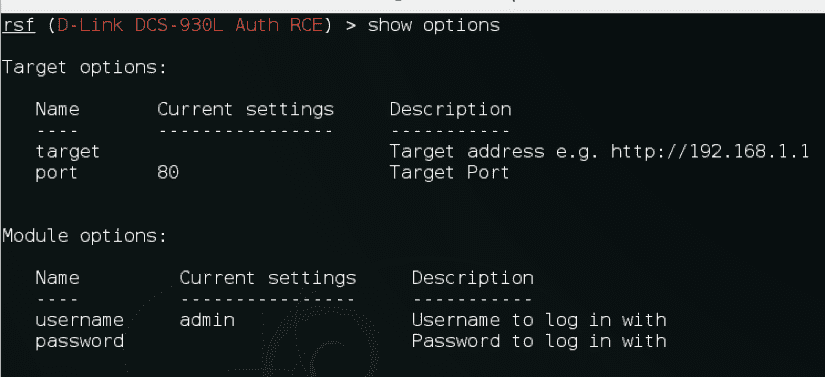 rsf (D-Link DCS-930L Auth RCE) > show options
Target options:
Name Current settings Description
---- ---------------- -----------
target Target address e.g. http://192.168.1.1
port 80 Target Port
Module options:
Name Current settings Description
---- ---------------- -----------
username admin Username to log in with
password Password to log in with